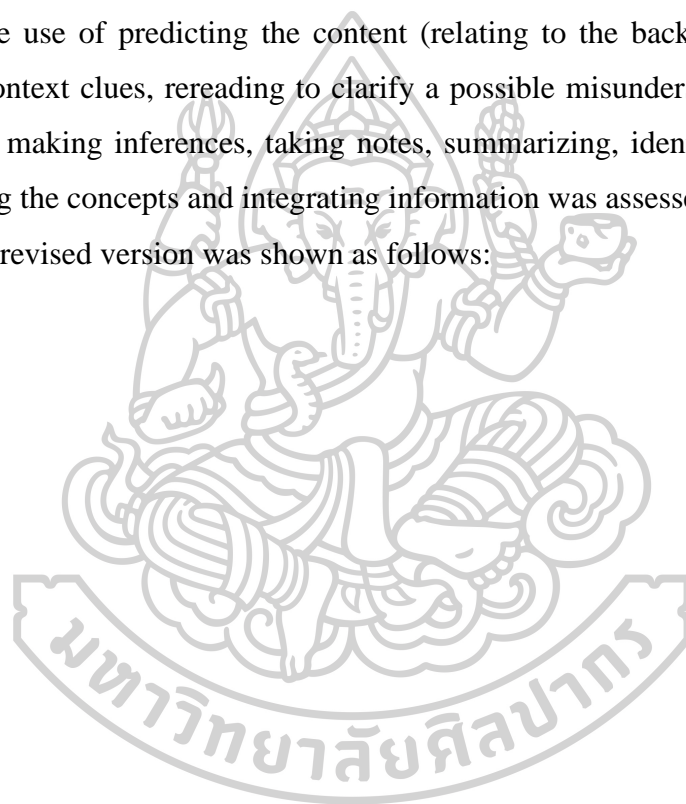 e use of predicting the content (relating to the back
ontext clues, rereading to clarify a possible misunder
making inferences, taking notes, summarizing, iden
g the concepts and integrating information was assesse
revised version was shown as follows:
มหาวิทยาลัยศิลปากร